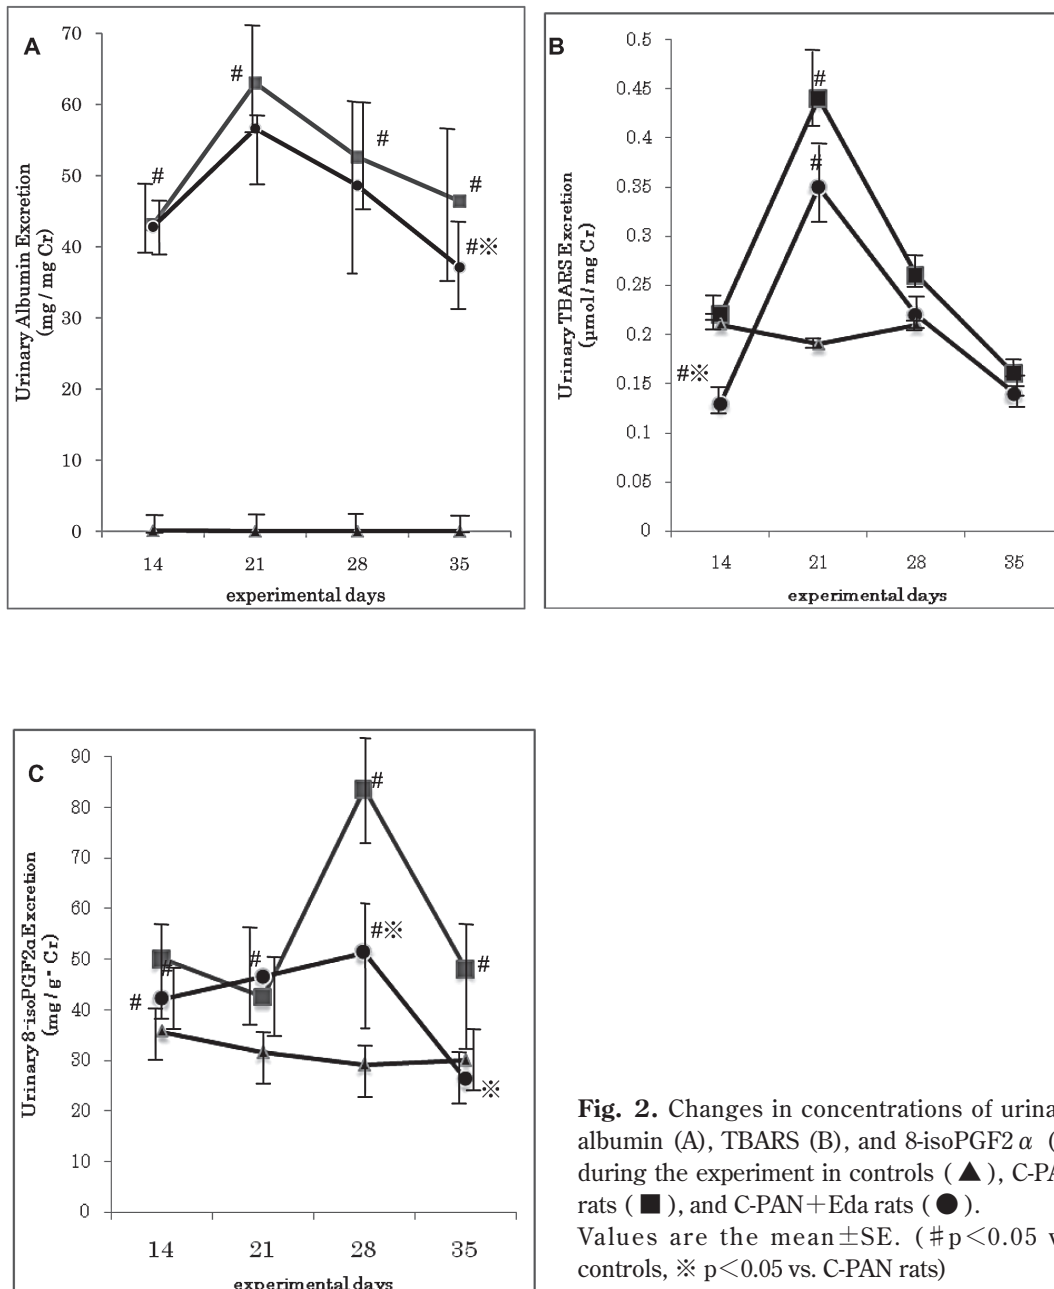 A
Urinary Albumin Excretion
(mg / mg Cr)
70
60
50
40
30
20
10
0
#
#
#
#
#※
14 21 28 35
experimental days
B
Urinary TBARS Excretion
(μmol / mg Cr)
0.5
0.45
0.4
0.35
0.3
0.25
0.2
0.15
0.1
0.05
0
#
#
#※
14 21 28 35
experimental days
C
Urinary 8-isoPGF2α Excretion
(mg / g· Cr)
90
80
70
60
50
40
30
20
10
0
#
#※
#
#
#
#
※
14 21 28 35
experimental days
Fig. 2. Changes in concentrations of urina
albumin (A), TBARS (B), and 8-isoPGF2α (
during the experiment in controls (▲), C-PA
rats (■), and C-PAN+Eda rats (●).
Values are the mean±SE. (#p<0.05 v
controls, ※ p<0.05 vs. C-PAN rats)